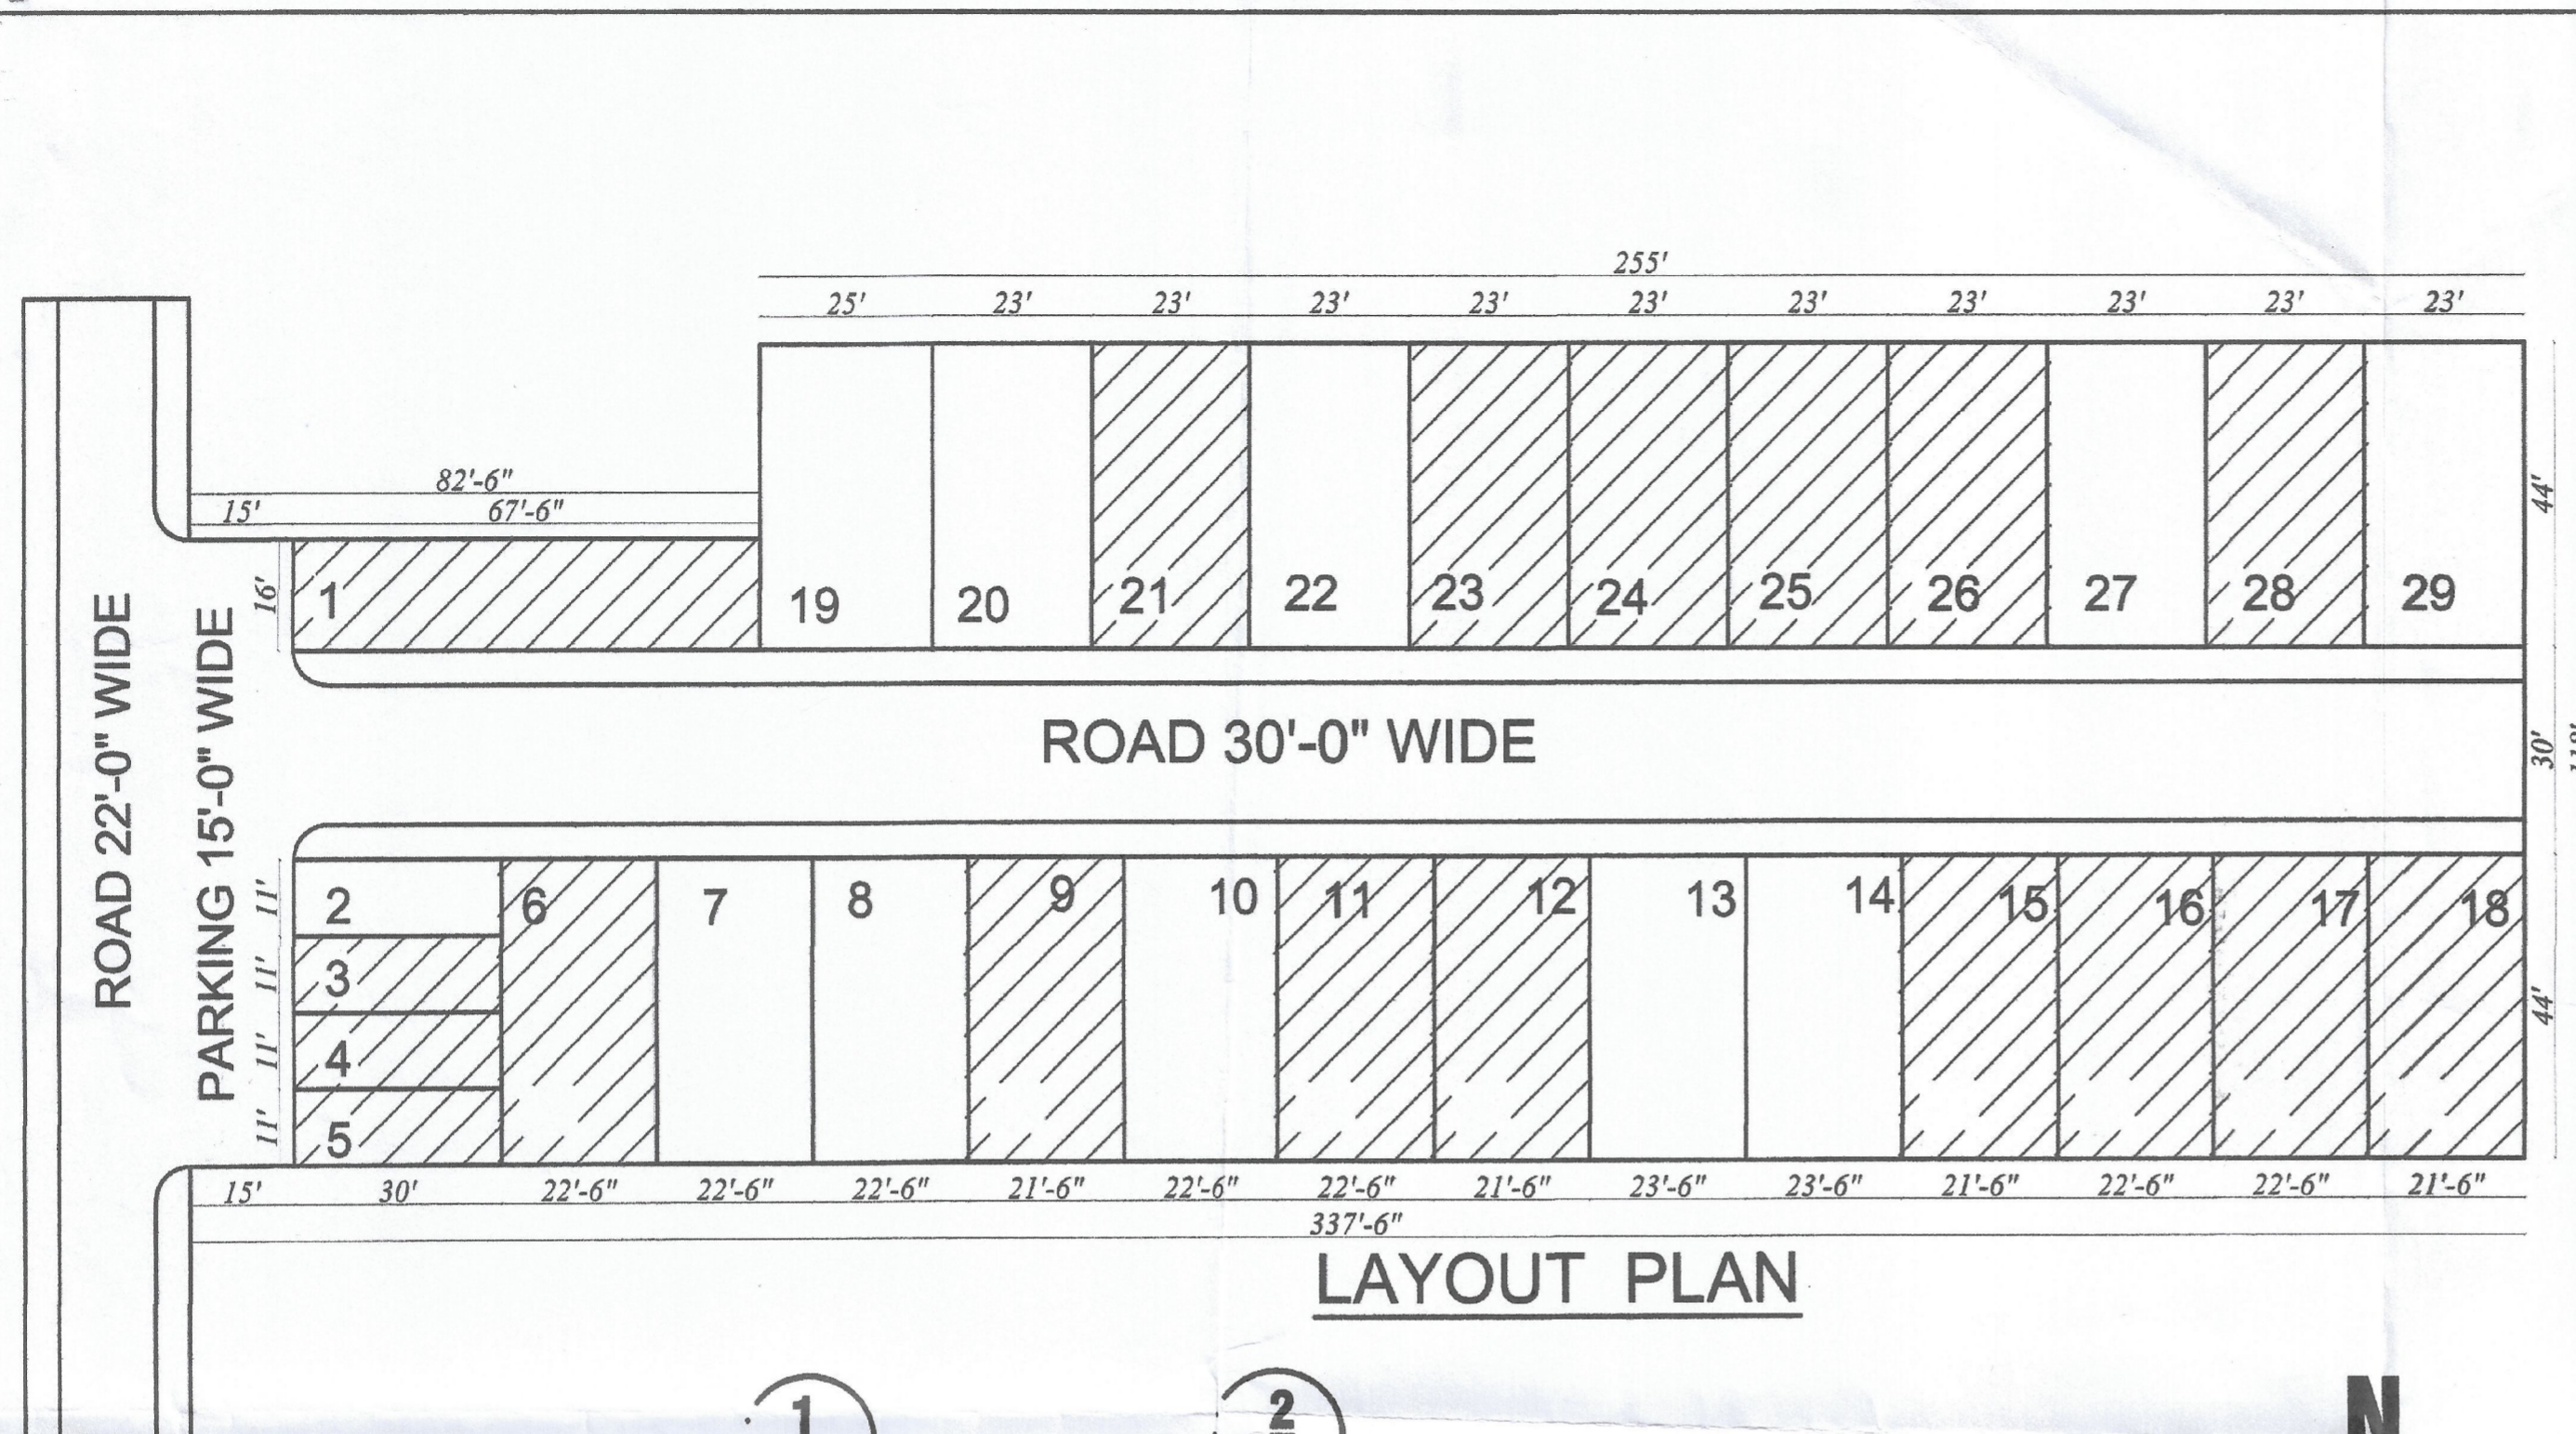 255'
25' 23' 23' 23' 23' 23' 23' 23' 23' 23' 23'
82'-6"
15' 67'-6"
16'
44'
1 19 20 21 22 23 24 25 26 27 28 29
ROAD 22'-0" WIDE
PARKING 15'-0" WIDE
ROAD 30'-0" WIDE
30'
11'
11'
11'
11'
2 6 7 8 9 10 11 12 13 14 15 16 17 18
3
4
5
44'
15' 30' 22'-6" 22'-6" 22'-6" 21'-6" 22'-6" 22'-6" 21'-6" 23'-6" 23'-6" 21'-6" 22'-6" 22'-6" 21'-6"
337'-6"
LAYOUT PLAN
1 2 N